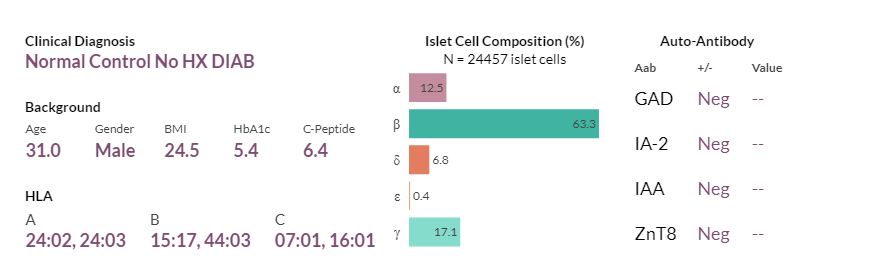 Clinical Diagnosis
Normal Control No HX DIAB
Background
Age Gender BMI HbA1c C-Peptide
31.0 Male 24.5 5.4 6.4
HLA
A B C
24:02, 24:03 15:17, 44:03 07:01, 16:01
Islet Cell Composition (%)
N = 24457 islet cells
α 12.5
β 63.3
δ 6.8
ε 0.4
γ 17.1
Auto-Antibody
Aab +/- Value
GAD Neg --
IA-2 Neg --
IAA Neg --
ZnT8 Neg --